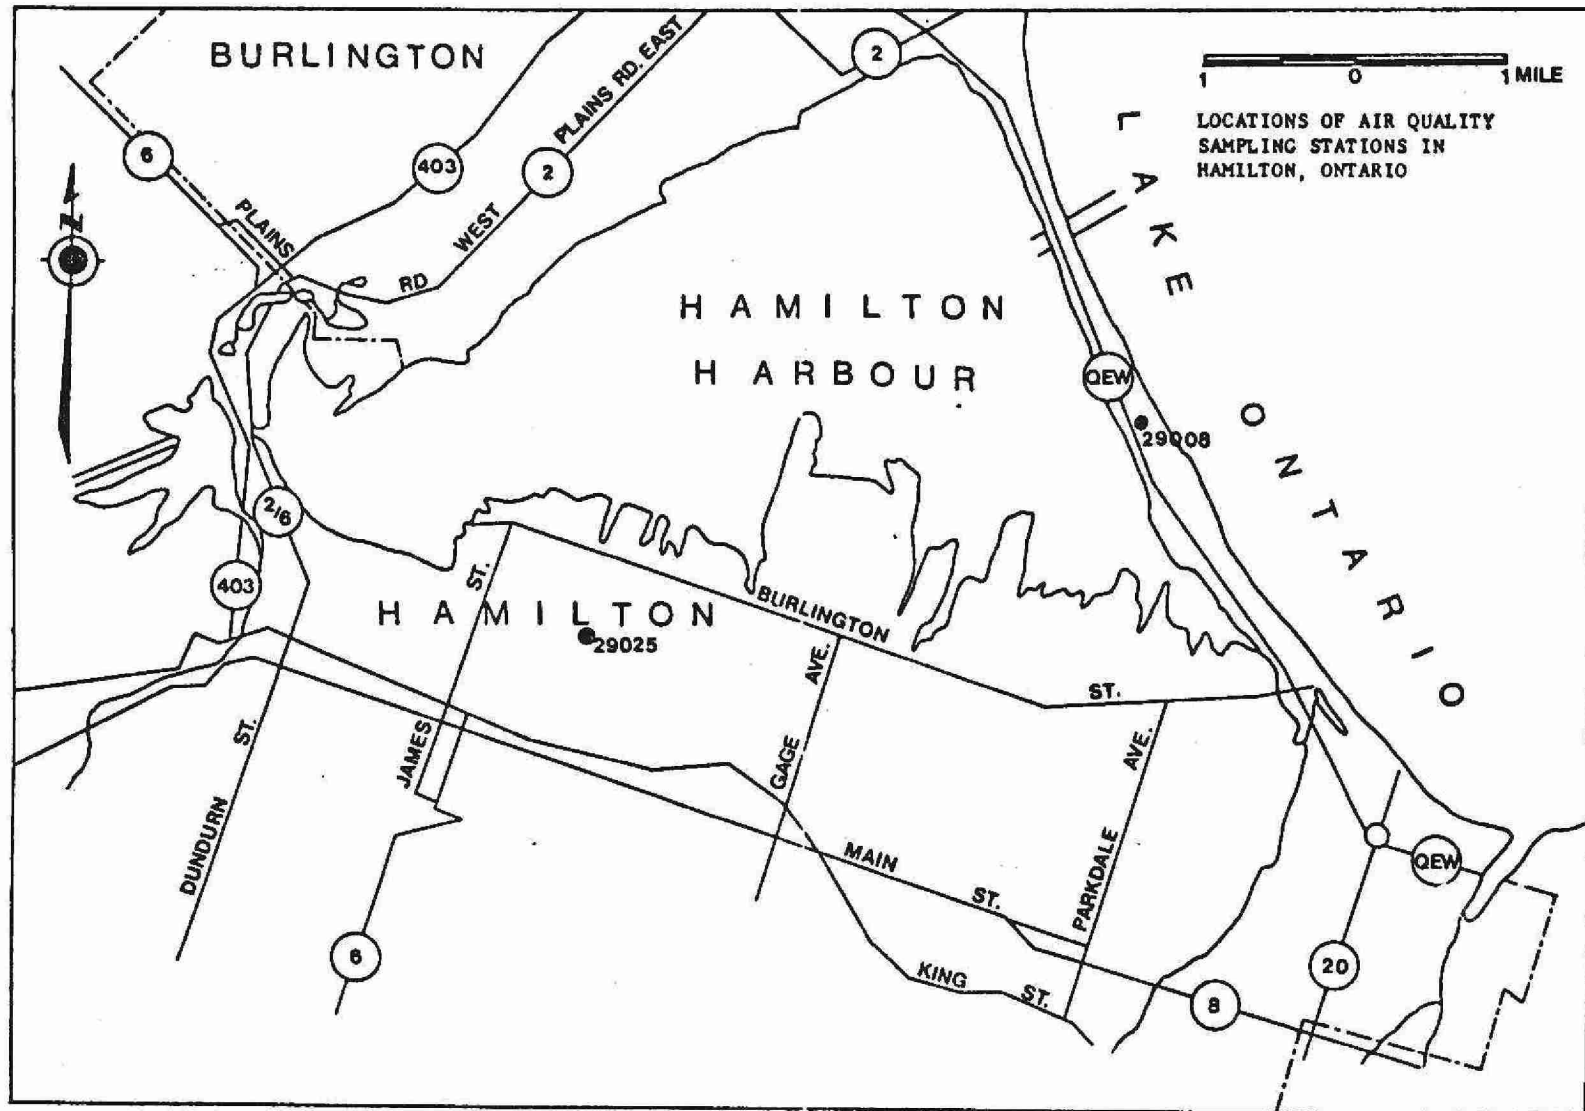 BURLINGTON
PLAINS RD. EAST
2
1 0 1 MILE
LOCATIONS OF AIR QUALITY
SAMPLING STATIONS IN
HAMILTON, ONTARIO
6
403
2
WEST
PLAINS
RD
N
LAKE ONTARIO
HAMILTON
HARBOUR
QEW
29008
2/6
403
ST.
HAMILTON
29025
BURLINGTON
ST.
AVE.
GAGE
AVE.
PARKDALE
ST.
JAMES
ST.
DUNDURN
MAIN
ST.
KING
ST.
6
8
20
QEW